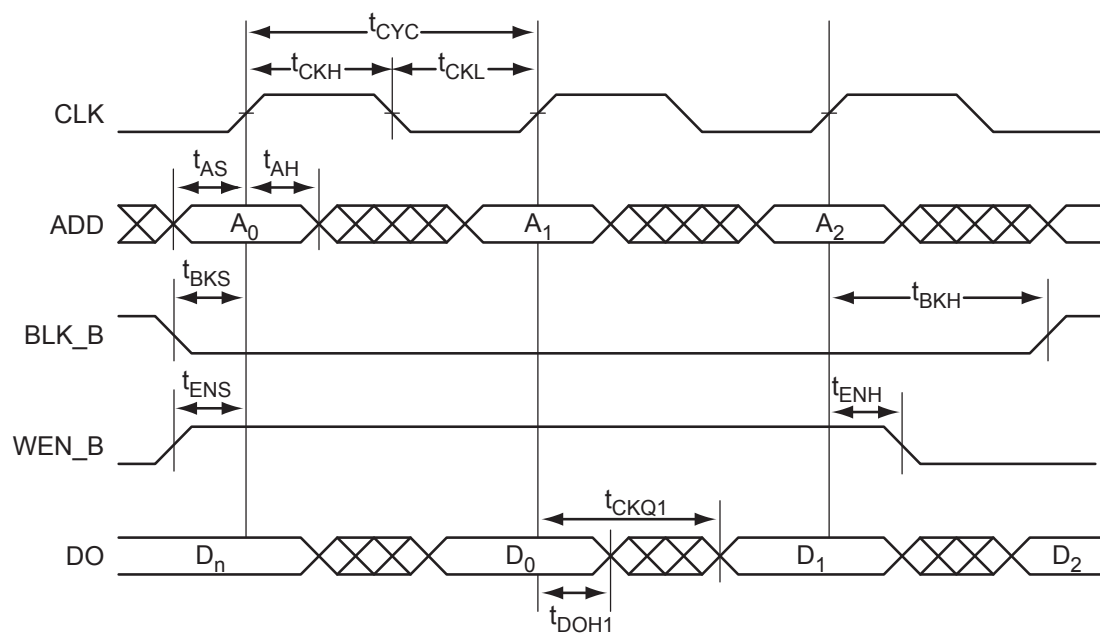 tCYC
tCKH tCKL
CLK
tAS tAH
ADD A0 A1 A2
tBKS tBKH
BLK_B
tENS tENH
WEN_B
tCKQ1
DO Dn D0 D1 D2
tDOH1